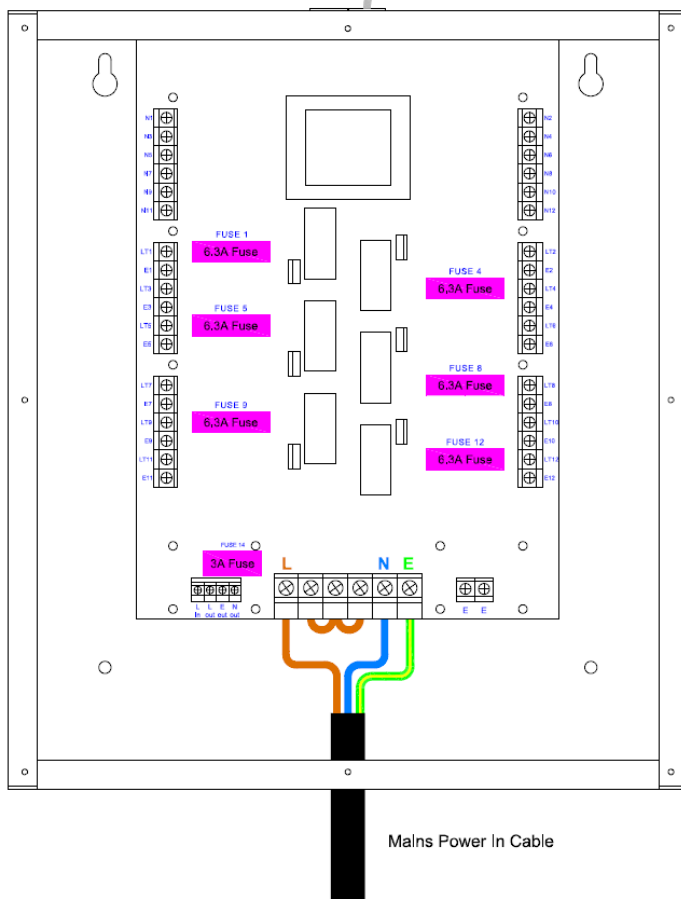 N1
N3
N5
N7
N9
N11
N2
N4
N6
N8
N10
N12
FUSE 1
6.3A Fuse
LT1
E1
LT3
E3
LT5
E5
FUSE 5
6.3A Fuse
FUSE 4
6.3A Fuse
LT2
E2
LT4
E4
LT6
E6
LT7
E7
LT9
E9
LT11
E11
FUSE 9
6.3A Fuse
FUSE 8
6.3A Fuse
FUSE 12
6.3A Fuse
LT8
E8
LT10
E10
LT12
E12
FUSE 14
3A Fuse
L N E
L L E N
In out out out
E E
Mains Power In Cable